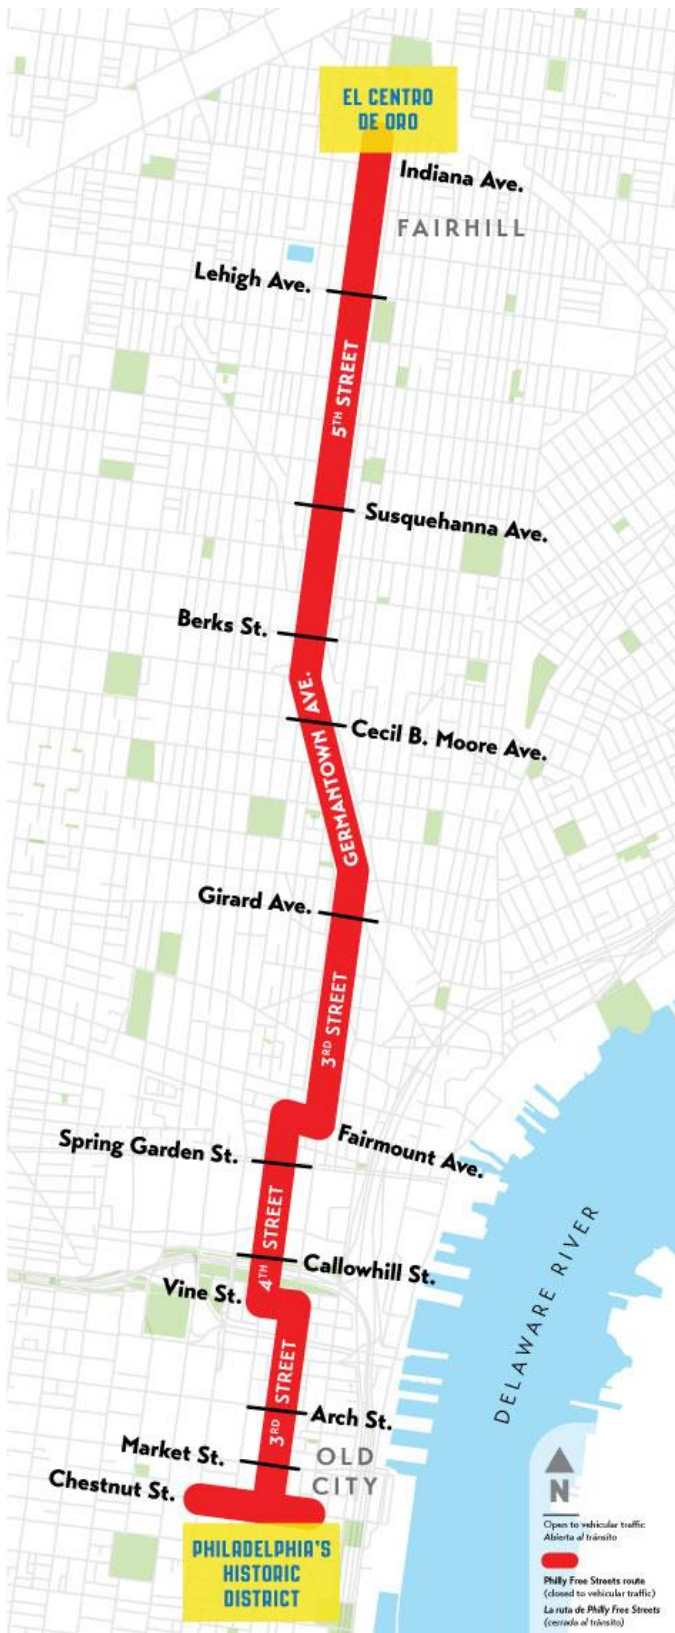 EL CENTRO
DE ORO
Indiana Ave.
FAIRHILL
Lehigh Ave.
5TH STREET
Susquehanna Ave.
Berks St.
GERMANTOWN AVE.
Cecil B. Moore Ave.
Girard Ave.
3RD STREET
Fairmount Ave.
Spring Garden St.
4TH STREET
Callowhill St.
Vine St.
DELAWARE RIVER
3RD STREET
Arch St.
Market St.
OLD
CITY
Chestnut St.
PHILADELPHIA'S
HISTORIC
DISTRICT
N
Open to vehicular traffic
Abierta al tránsito
Philly Free Streets route
(closed to vehicular traffic)
La ruta de Philly Free Streets
(cerrada al tránsito)